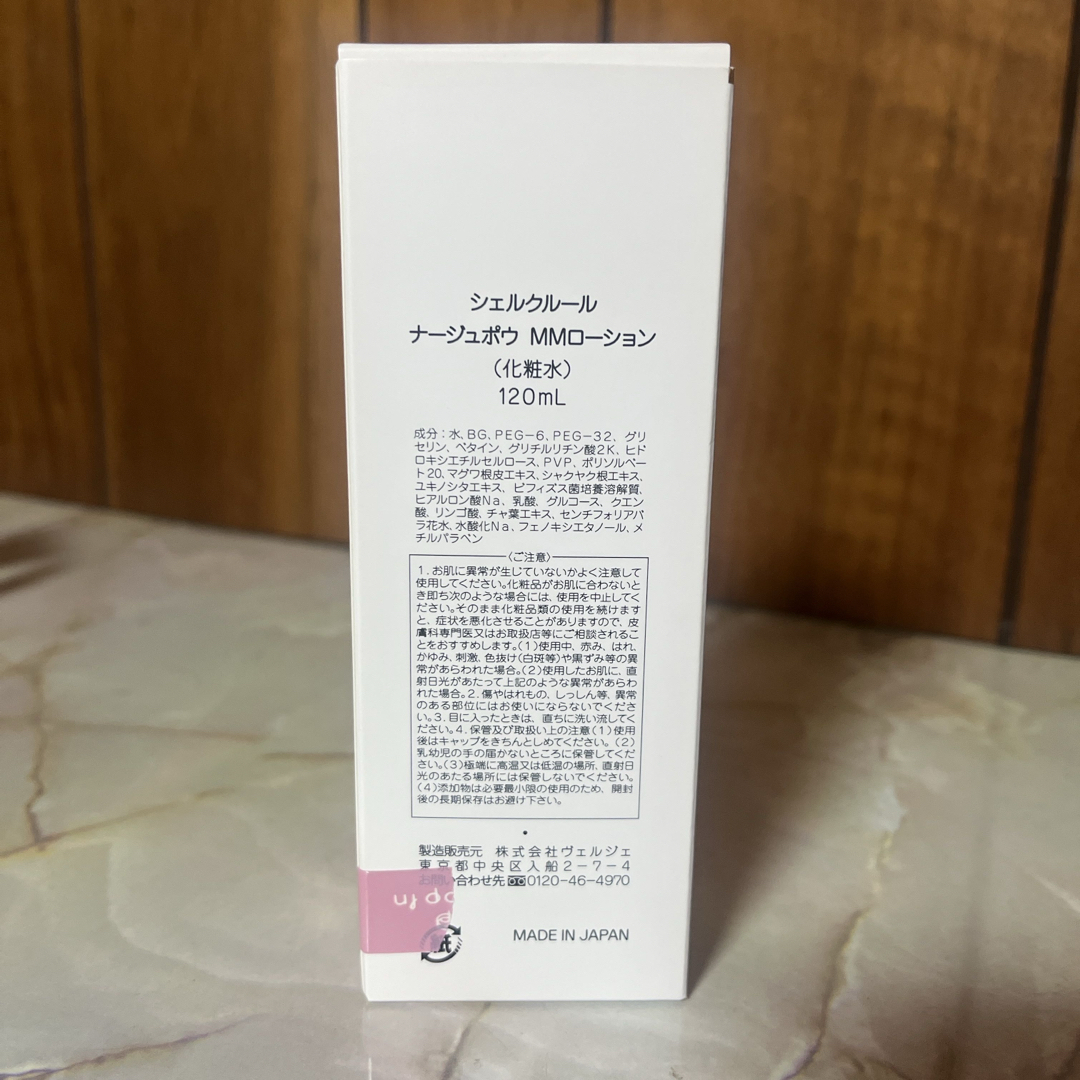 シェルクルール
ナージュポウ MMローション
(化粧水)
120mL
成分：水、BG、PEG-6、PEG-32、グリ
セリン、ベタイン、グリチルリチン酸2K、ヒド
ロキシエチルセルロース、PVP、ポリソルベー
ト20、マグワ根皮エキス、シャクヤク根エキス、
ユキノシタエキス、ビフィズス菌培養溶解質、
ヒアルロン酸Na、乳酸、グルコース、クエン
酸、リンゴ酸、チャ葉エキス、センチフォリアバ
ラ花水、水酸化Na、フェノキシエタノール、メ
チルパラベン
〈ご注意〉
1.お肌に異常が生じていないかよく注意して
使用してください。化粧品がお肌に合わないと
き即ち次のような場合には、使用を中止してく
ださい。そのまま化粧品類の使用を続けます
と、症状を悪化させることがありますので、皮
膚科専門医又はお取扱店等にご相談されるこ
とをおすすめします。(1)使用中、赤み、はれ、
かゆみ、刺激、色抜け(白斑等)や黒ずみ等の異
常があらわれた場合。(2)使用したお肌に、直
射日光があたって上記のような異常があらわ
れた場合。2.傷やはれもの、しっしん等、異常
のある部位にはお使いにならないでくださ
い。3.目に入ったときは、直ちに洗い流してく
ださい。4.保管及び取扱い上の注意(1)使用
後はキャップをきちんとしめてください。(2)
乳幼児の手の届かないところに保管してくだ
さい。(3)極端に高温又は低温の場所、直射日
光のあたる場所には保管しないでください。
(4)添加物は必要最小限の使用のため、開封
後の長期保存はお避け下さい。
製造販売元 株式会社ヴェルジェ
東京都中央区入船2-7-4
お問い合わせ先 0120-46-4970
紙
MADE IN JAPAN